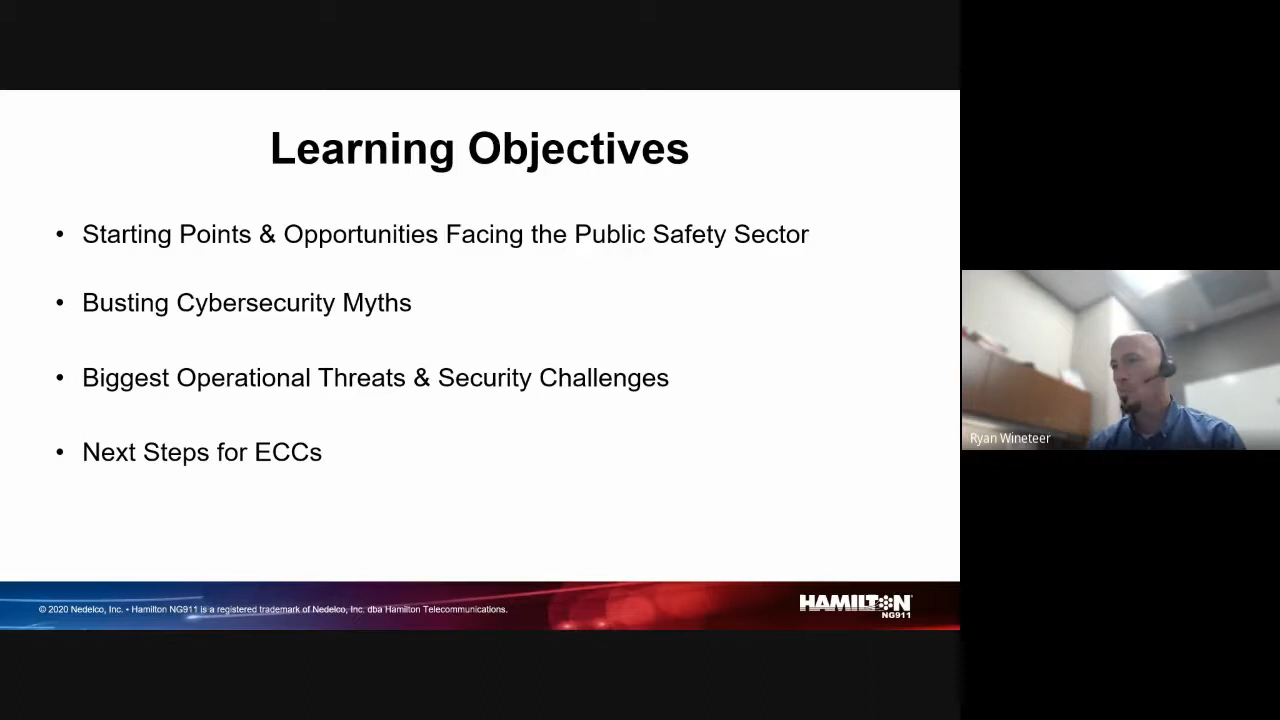 Learning Objectives
• Starting Points & Opportunities Facing the Public Safety Sector
• Busting Cybersecurity Myths
• Biggest Operational Threats & Security Challenges
• Next Steps for ECCs
© 2020 Nedelco, Inc. • Hamilton NG911 is a registered trademark of Nedelco, Inc. dba Hamilton Telecommunications.
HAMILTON
NG911
Ryan Wineteer